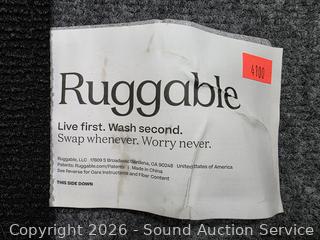 4100
Ruggable
Live first. Wash second.
Swap whenever. Worry never.
Ruggable, LLC 17809 S Broadway Gardena, CA 90248 United States of America
Patents: Ruggable.com/Patents | Made in China
See Reverse for Care Instructions and Fiber Content
THIS SIDE DOWN
Copyright © 2026 - Sound Auction Service